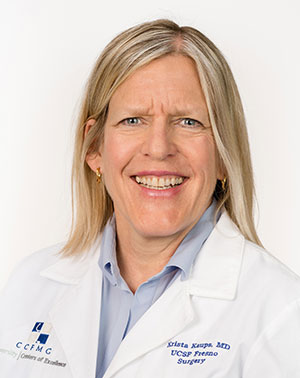 CCFMG
Centers of Excellence
Krista Kaups, MD
UCSF Fresno
Surgery